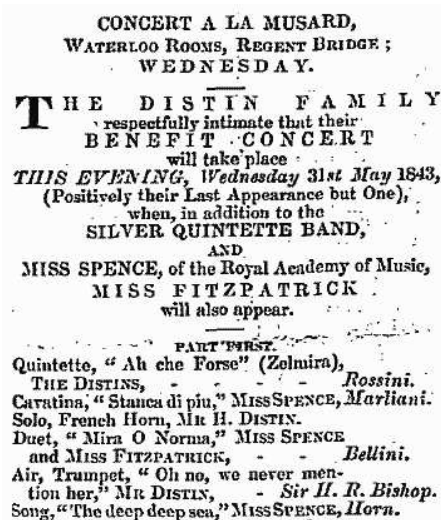 CONCERT A LA MUSARD,
WATERLOO ROOMS, REGENT BRIDGE;
WEDNESDAY.
THE DISTIN FAMILY
respectfully intimate that their
BENEFIT CONCERT
will take place
THIS EVENING, Wednesday 31st May 1843,
(Positively their Last Appearance but One),
when, in addition to the
SILVER QUINTETTE BAND,
AND
MISS SPENCE, of the Royal Academy of Music,
MISS FITZPATRICK
will also appear.
PART FIRST.
Quintette, “ Ah che Forse” (Zelmira),
THE DISTINS, - - - - Rossini.
Cavatina, “ Stanca di piu,” MISS SPENCE, Marliani.
Solo, French Horn, MR H. DISTIN.
Duet, “ Mira O Norma,” MISS SPENCE
and MISS FITZPATRICK, - - Bellini.
Air, Trumpet, “ Oh no, we never men-
tion her,” MR DISTIN, - Sir H. R. Bishop.
Song, “ The deep deep sea,” MISS SPENCE, Horn.